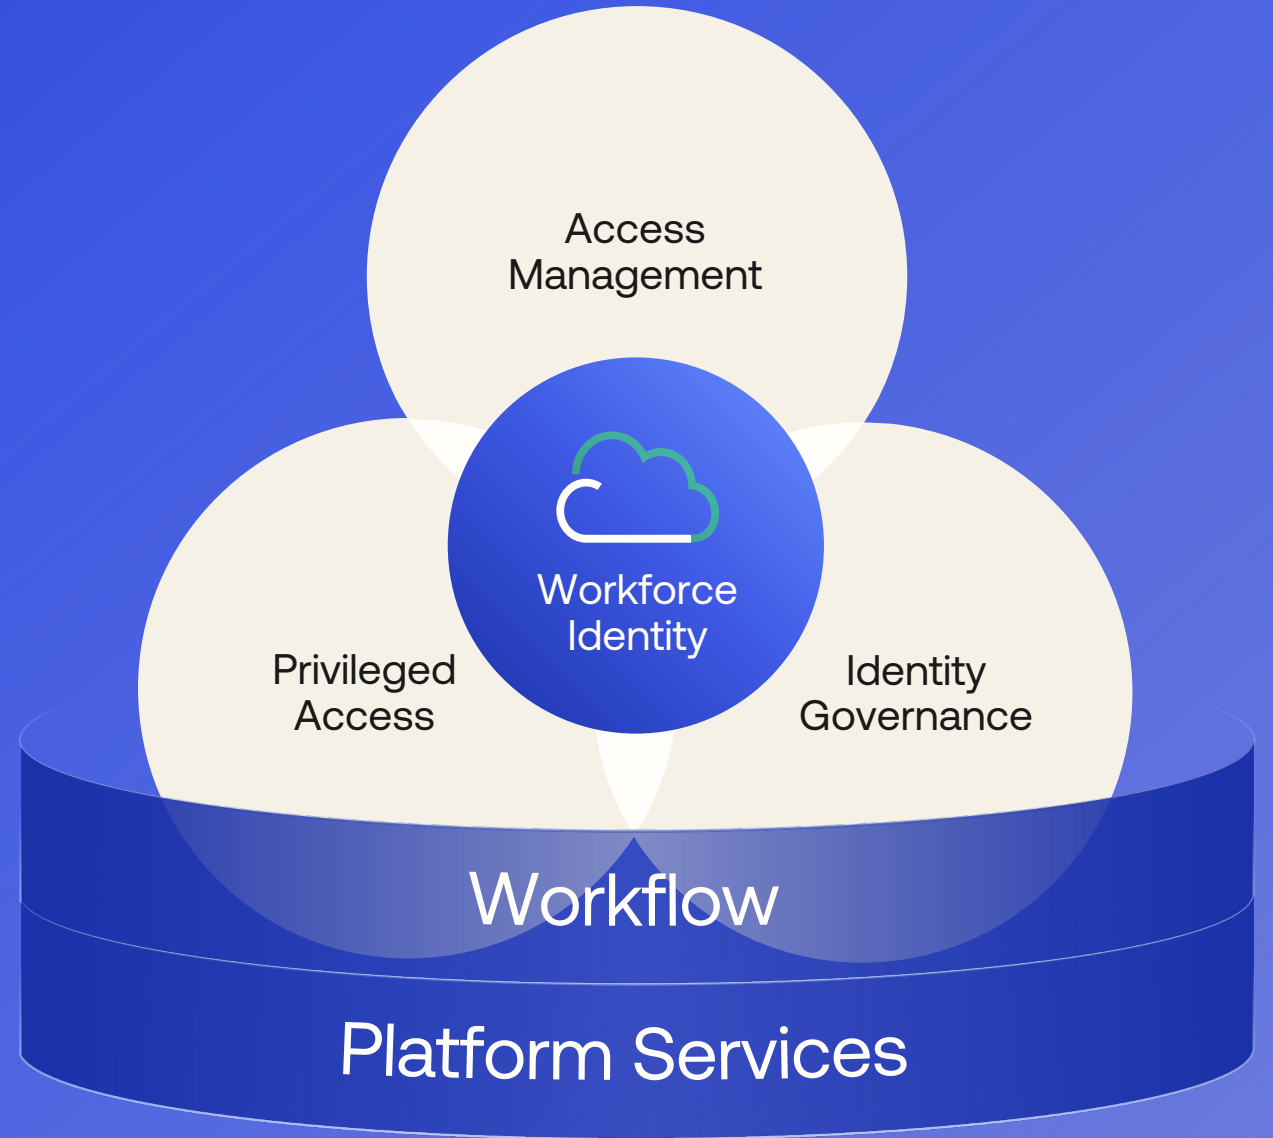 Access
Management
Workforce
Identity
Privileged
Access
Identity
Governance
Workflow
Platform Services